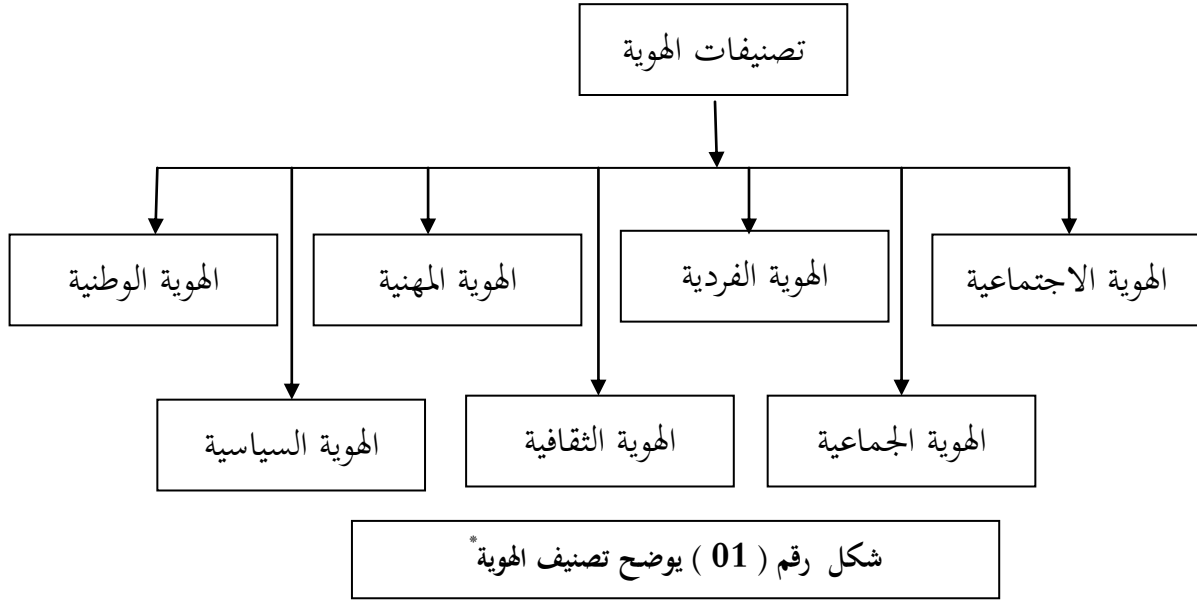 تصنيفات الهوية
الهوية الاجتماعية
الهوية الفردية
الهوية المهنية
الهوية الوطنية
الهوية الجماعية
الهوية الثقافية
الهوية السياسية
شكل رقم ( 01 ) يوضح تصنيف الهوية*